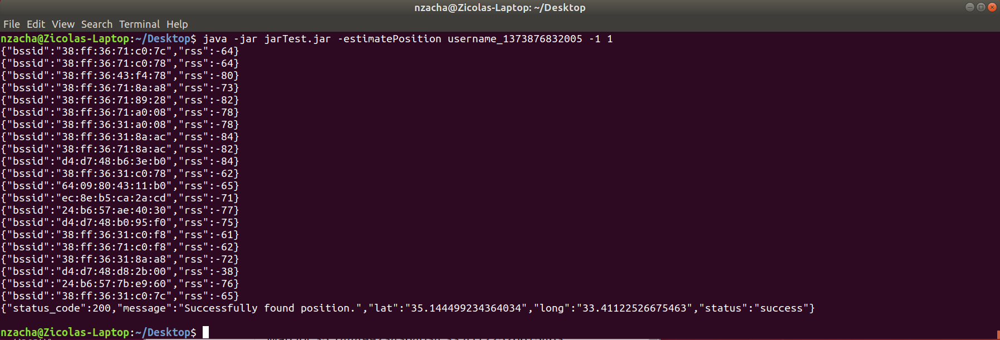 nzacha@Zicolas-Laptop: ~/Desktop
File Edit View Search Terminal Help
nzacha@Zicolas-Laptop:~/Desktop$ java -jar jarTest.jar -estimatePosition username_1373876832005 -1 1
{"bssid":"38:ff:36:71:c0:7c","rss":-64}
{"bssid":"38:ff:36:71:c0:78","rss":-64}
{"bssid":"38:ff:36:43:f4:78","rss":-80}
{"bssid":"38:ff:36:71:8a:a8","rss":-73}
{"bssid":"38:ff:36:71:89:28","rss":-82}
{"bssid":"38:ff:36:71:a0:08","rss":-78}
{"bssid":"38:ff:36:31:a0:08","rss":-78}
{"bssid":"38:ff:36:31:8a:ac","rss":-84}
{"bssid":"38:ff:36:71:8a:ac","rss":-82}
{"bssid":"d4:d7:48:b6:3e:b0","rss":-84}
{"bssid":"38:ff:36:31:c0:78","rss":-62}
{"bssid":"64:09:80:43:11:b0","rss":-65}
{"bssid":"ec:8e:b5:ca:2a:cd","rss":-71}
{"bssid":"24:b6:57:ae:40:30","rss":-77}
{"bssid":"d4:d7:48:b0:95:f0","rss":-75}
{"bssid":"38:ff:36:31:c0:f8","rss":-61}
{"bssid":"38:ff:36:71:c0:f8","rss":-62}
{"bssid":"38:ff:36:31:8a:a8","rss":-72}
{"bssid":"d4:d7:48:d8:2b:00","rss":-38}
{"bssid":"24:b6:57:7b:e9:60","rss":-76}
{"bssid":"38:ff:36:31:c0:7c","rss":-65}
{"status_code":200,"message":"Successfully found position.","lat":"35.144499234364034","long":"33.41122526675463","status":"success"}
nzacha@Zicolas-Laptop:~/Desktop$